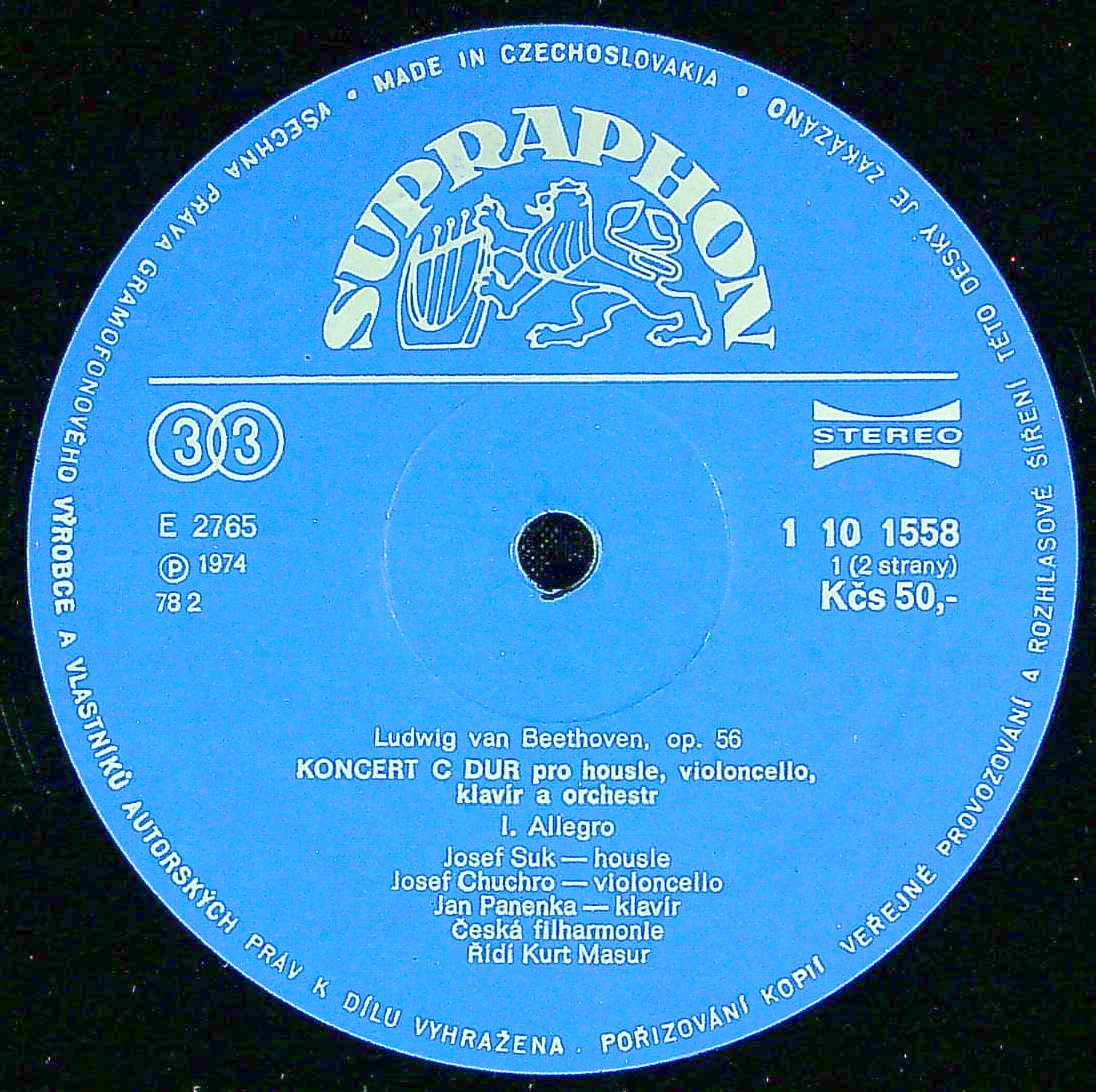 VŠECHNA PRÁVA GRAMOFONOVÉHO VÝROBCE A VLASTNÍKŮ AUTORSKÝCH PRÁV K DÍLU VYHRAŽENA . POŘIZOVÁNÍ KOPIÍ VEŘEJNÉ PROVOZOVÁNÍ A ROZHLASOVÉ ŠÍŘENÍ TÉTO DESKY JE ZAKÁZÁNO • MADE IN CZECHOSLOVAKIA •
SUPRAPHON
33
STEREO
E 2765
Ⓟ 1974
78 2
1 10 1558
1 (2 strany)
Kčs 50,-
Ludwig van Beethoven, op. 56
KONCERT C DUR pro housle, violoncello,
klavír a orchestr
I. Allegro
Josef Suk — housle
Josef Chuchro — violoncello
Jan Panenka — klavír
Česká filharmonie
Řídí Kurt Masur